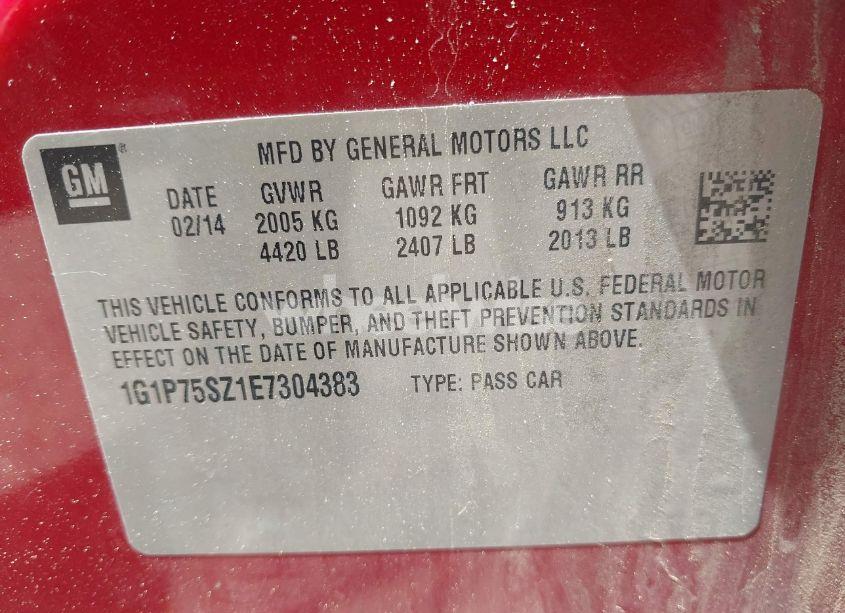 GM
MFD BY GENERAL MOTORS LLC
DATE GVWR GAWR FRT GAWR RR
02/14 2005 KG 1092 KG 913 KG
4420 LB 2407 LB 2013 LB
THIS VEHICLE CONFORMS TO ALL APPLICABLE U.S. FEDERAL MOTOR
VEHICLE SAFETY, BUMPER, AND THEFT PREVENTION STANDARDS IN
EFFECT ON THE DATE OF MANUFACTURE SHOWN ABOVE.
1G1P75SZ1E7304383 TYPE: PASS CAR